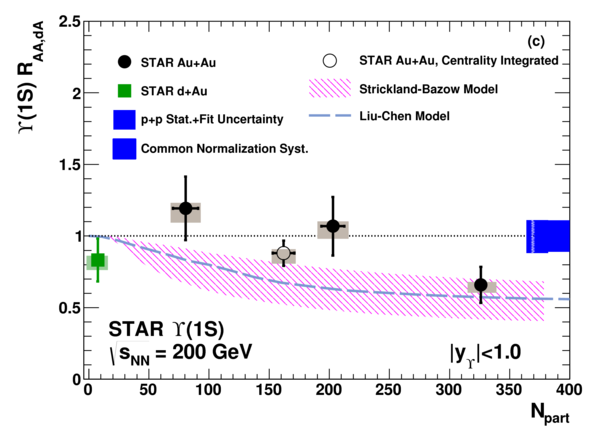 ϒ(1S) R_AA,dA
2.5
2
1.5
1
0.5
0
(c)
STAR Au+Au
STAR d+Au
p+p Stat.+Fit Uncertainty
Common Normalization Syst.
STAR Au+Au, Centrality Integrated
Strickland-Bazow Model
Liu-Chen Model
STAR ϒ(1S)
√s_NN = 200 GeV
|y_ϒ|<1.0
0 50 100 150 200 250 300 350 400
N_part